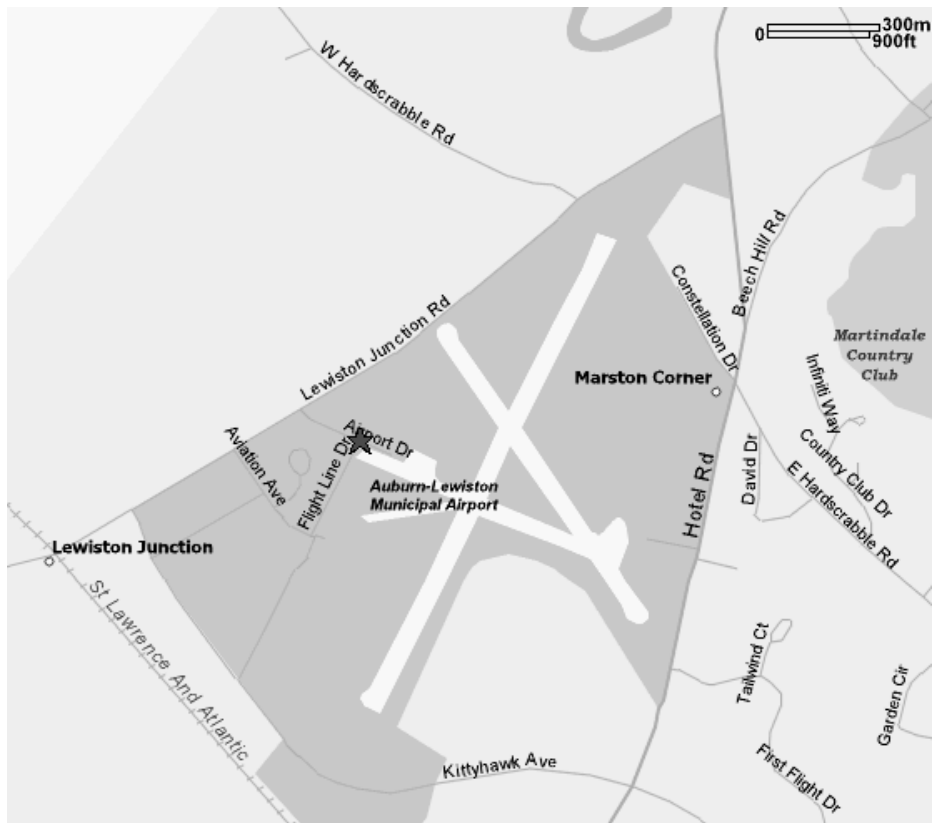 300m
0
900ft
W Hardscrabble Rd
Beech Hill Rd
Constellation Dr
Lewiston Junction Rd
Martindale
Country
Club
Marston Corner
Infiniti Way
Airport Dr
Aviation Ave
Flight Line Dr
Country Club Dr
David Dr
E Hardscrabble Rd
Auburn-Lewiston
Municipal Airport
Hotel Rd
Lewiston Junction
St Lawrence And Atlantic
Tailwind Ct
Garden Cir
Kittyhawk Ave
First Flight Dr